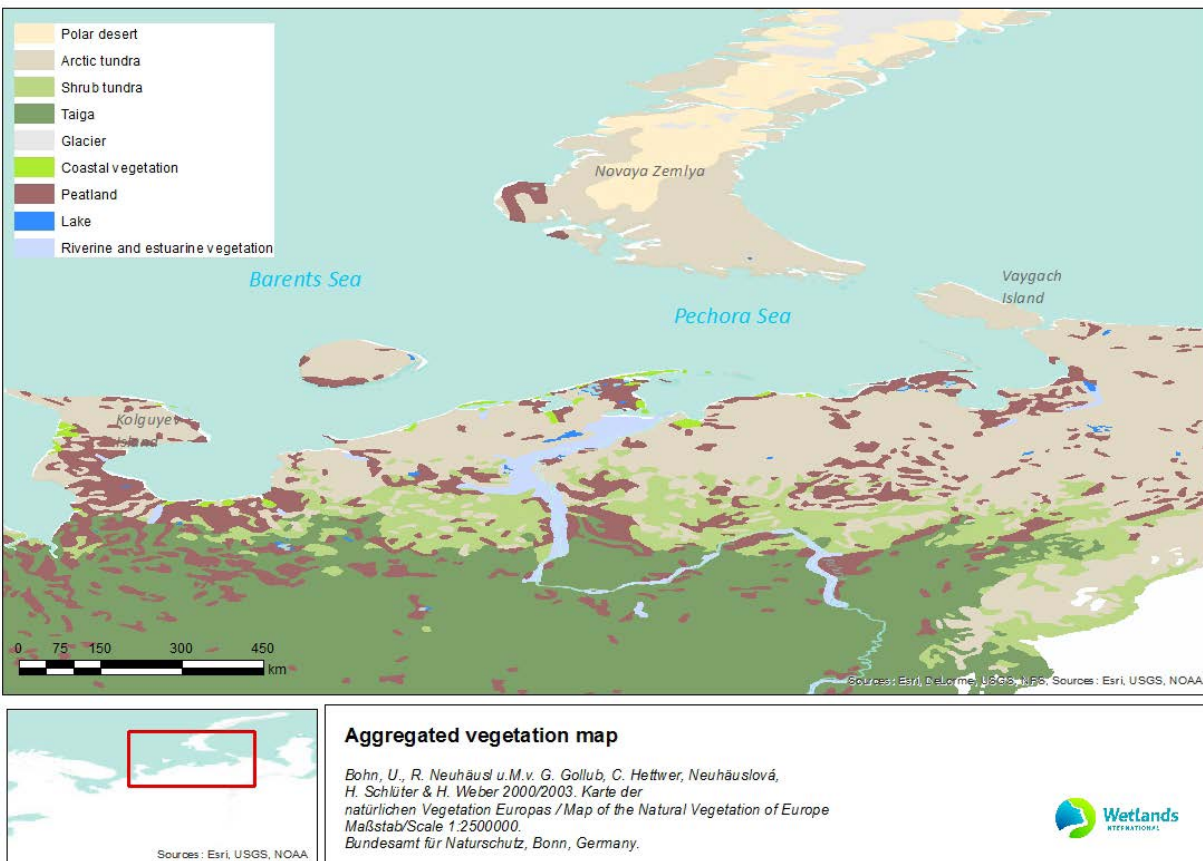 Polar desert
Arctic tundra
Shrub tundra
Taiga
Glacier
Coastal vegetation
Peatland
Lake
Riverine and estuarine vegetation
Novaya Zemlya
Barents Sea
Vaygach
Island
Pechora Sea
Kolguyev
Island
0 75 150 300 450
km
Sources: Esri, DeLorme, USGS, NPS, Sources: Esri, USGS, NOAA
Sources: Esri, USGS, NOAA
Aggregated vegetation map
Bohn, U., R. Neuhäusl u.M.v. G. Gollub, C. Hettwer, Neuhäuslová,
H. Schlüter & H. Weber 2000/2003. Karte der
natürlichen Vegetation Europas / Map of the Natural Vegetation of Europe
Maßstab/Scale 1:2500000.
Bundesamt für Naturschutz, Bonn, Germany.
Wetlands
INTERNATIONAL